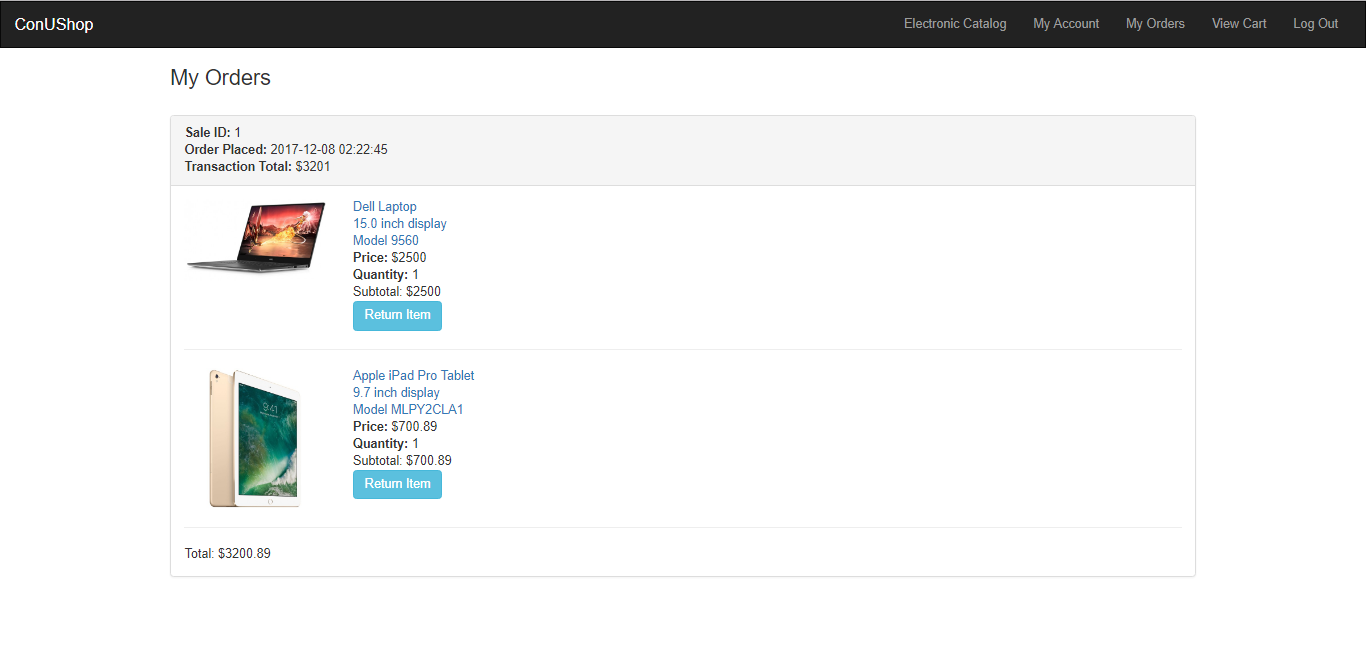 ConUShop
Electronic Catalog
My Account
My Orders
View Cart
Log Out
My Orders
Sale ID: 1
Order Placed: 2017-12-08 02:22:45
Transaction Total: $3201
Dell Laptop
15.0 inch display
Model 9560
Price: $2500
Quantity: 1
Subtotal: $2500
Return Item
9:41
Apple iPad Pro Tablet
9.7 inch display
Model MLPY2CLA1
Price: $700.89
Quantity: 1
Subtotal: $700.89
Return Item
Total: $3200.89